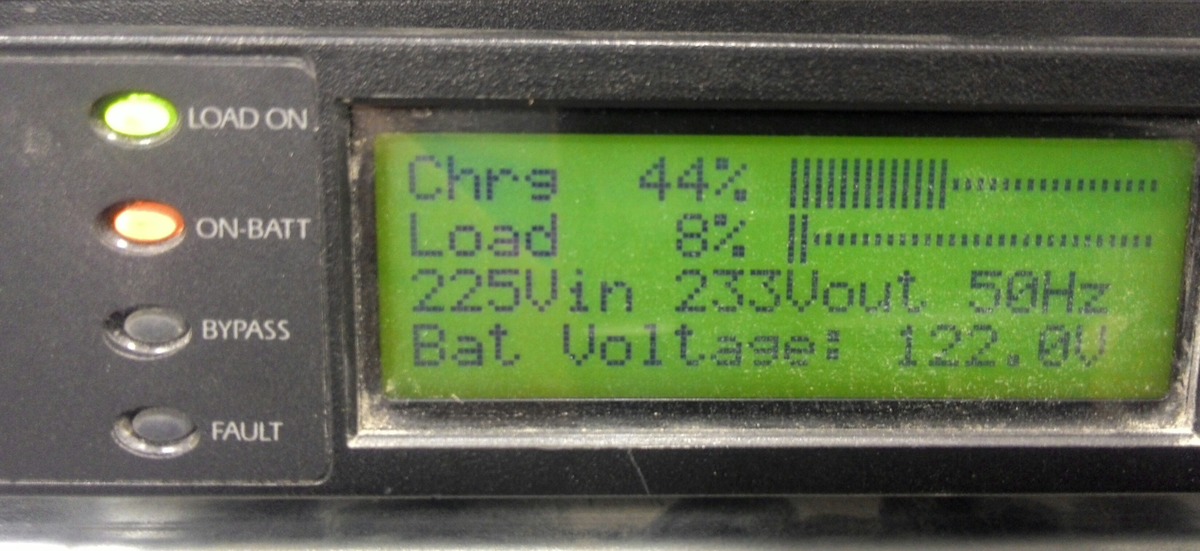 LOAD ON
ON-BATT
BYPASS
FAULT
Chrg 44%
Load 8%
225Vin 233Vout 50Hz
Bat Voltage: 122.0V